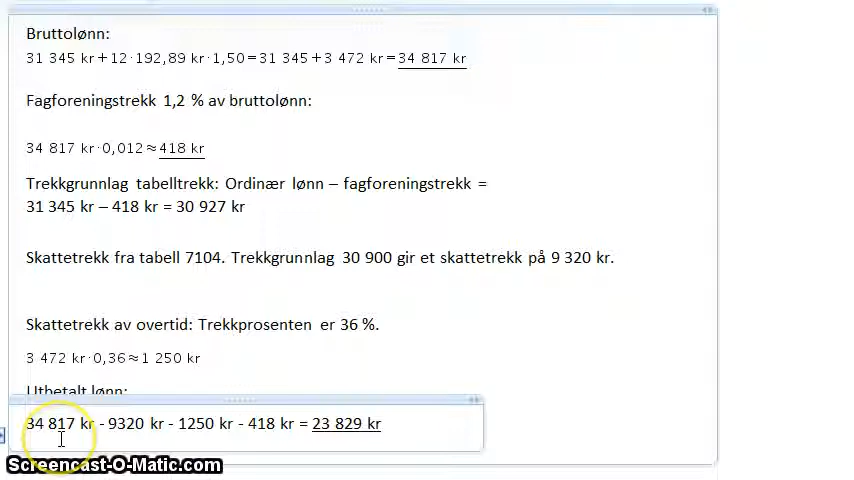 Bruttolønn:
31 345 kr+12·192,89 kr·1,50=31 345+3 472 kr=34 817 kr
Fagforeningstrekk 1,2 % av bruttolønn:
34 817 kr·0,012≈418 kr
Trekkgrunnlag tabelltrekk: Ordinær lønn – fagforeningstrekk =
31 345 kr – 418 kr = 30 927 kr
Skattetrekk fra tabell 7104. Trekkgrunnlag 30 900 gir et skattetrekk på 9 320 kr.
Skattetrekk av overtid: Trekkprosenten er 36 %.
3 472 kr·0,36≈1 250 kr
Utbetalt lønn:
34 817 kr - 9320 kr - 1250 kr - 418 kr = 23 829 kr
Screencast-O-Matic.com